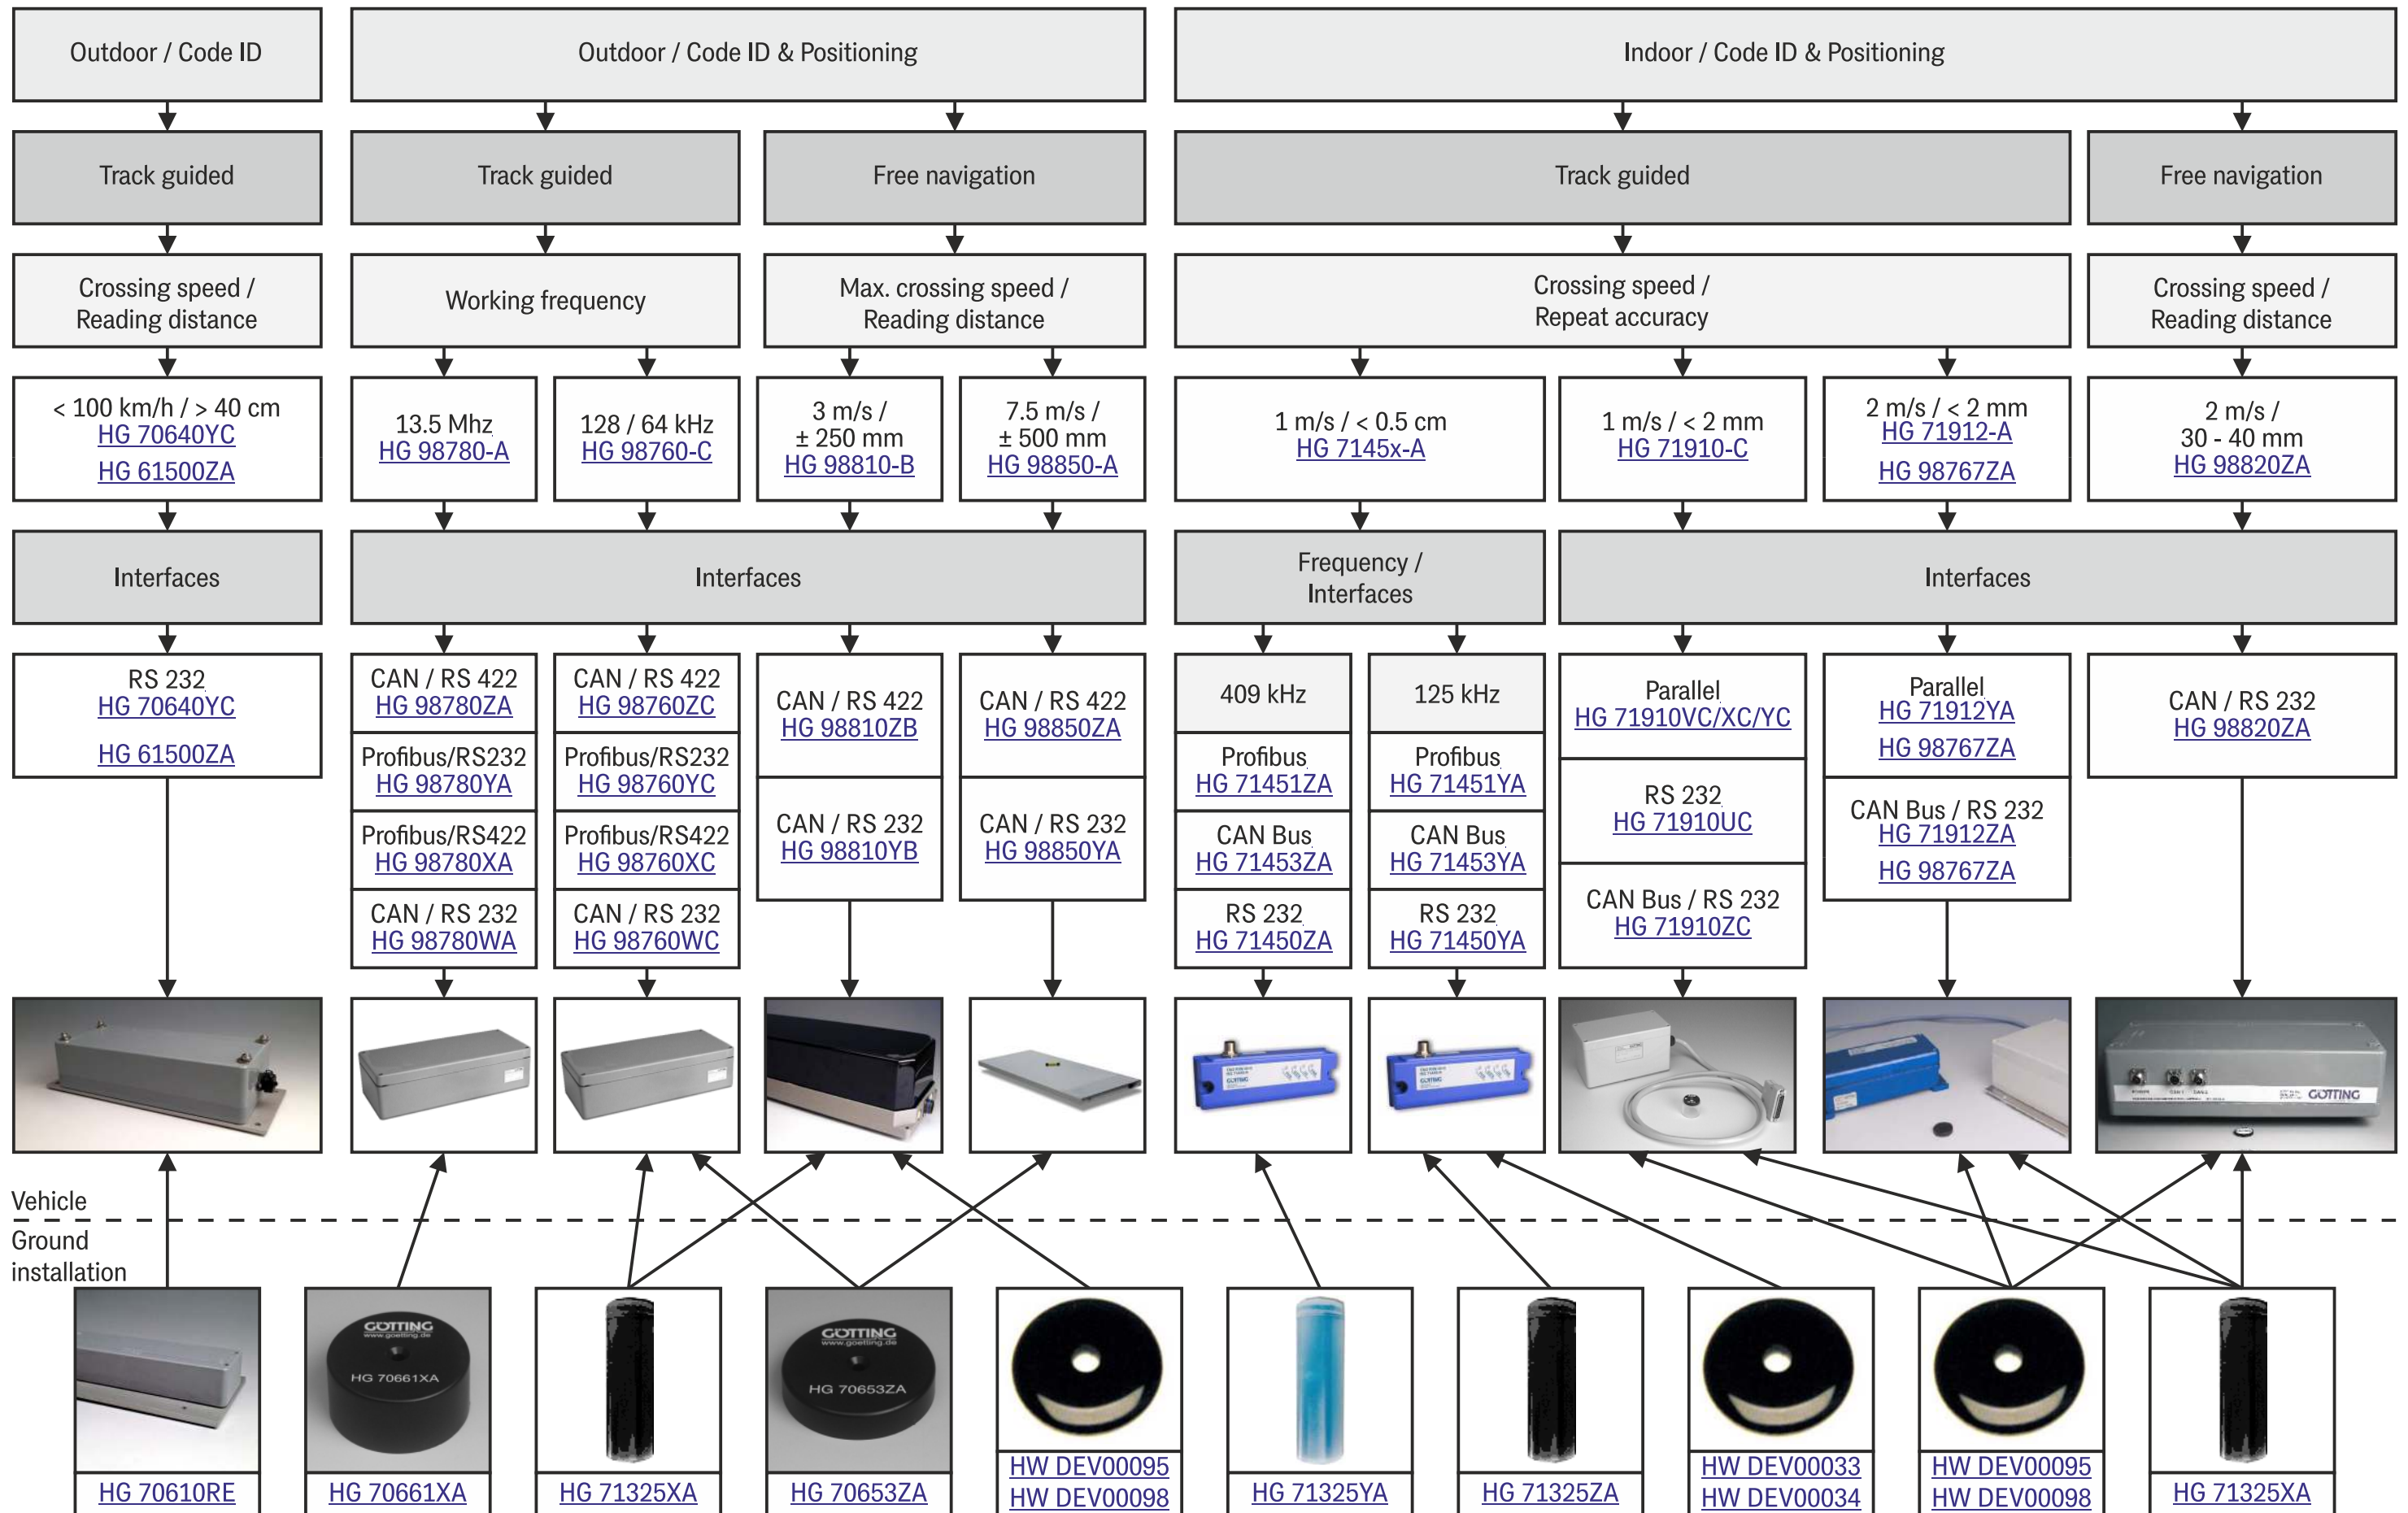 Outdoor / Code ID
Outdoor / Code ID & Positioning
Indoor / Code ID & Positioning
Track guided
Track guided
Free navigation
Track guided
Free navigation
Crossing speed /
Reading distance
Working frequency
Max. crossing speed /
Reading distance
Crossing speed /
Repeat accuracy
Crossing speed /
Reading distance
< 100 km/h / > 40 cm
HG 70640YC
HG 61500ZA
13.5 Mhz
HG 98780-A
128 / 64 kHz
HG 98760-C
3 m/s /
± 250 mm
HG 98810-B
7.5 m/s /
± 500 mm
HG 98850-A
1 m/s / < 0.5 cm
HG 7145x-A
1 m/s / < 2 mm
HG 71910-C
2 m/s / < 2 mm
HG 71912-A
HG 98767ZA
2 m/s /
30 - 40 mm
HG 98820ZA
Interfaces
Interfaces
Frequency /
Interfaces
Interfaces
RS 232
HG 70640YC
HG 61500ZA
CAN / RS 422
HG 98780ZA
Profibus/RS232
HG 98780YA
Profibus/RS422
HG 98780XA
CAN / RS 232
HG 98780WA
CAN / RS 422
HG 98760ZC
Profibus/RS232
HG 98760YC
Profibus/RS422
HG 98760XC
CAN / RS 232
HG 98760WC
CAN / RS 422
HG 98810ZB
CAN / RS 232
HG 98810YB
CAN / RS 422
HG 98850ZA
CAN / RS 232
HG 98850YA
409 kHz
Profibus
HG 71451ZA
CAN Bus
HG 71453ZA
RS 232
HG 71450ZA
125 kHz
Profibus
HG 71451YA
CAN Bus
HG 71453YA
RS 232
HG 71450YA
Parallel
HG 71910VC/XC/YC
RS 232
HG 71910UC
CAN Bus / RS 232
HG 71910ZC
Parallel
HG 71912YA
HG 98767ZA
CAN Bus / RS 232
HG 71912ZA
HG 98767ZA
CAN / RS 232
HG 98820ZA
GÖTTING
GÖTTING
GÖTTING
Vehicle
Ground
installation
GÖTTING
www.goetting.de
HG 70661XA
GÖTTING
www.goetting.de
HG 70653ZA
HG 70610RE
HG 70661XA
HG 71325XA
HG 70653ZA
HW DEV00095
HW DEV00098
HG 71325YA
HG 71325ZA
HW DEV00033
HW DEV00034
HW DEV00095
HW DEV00098
HG 71325XA